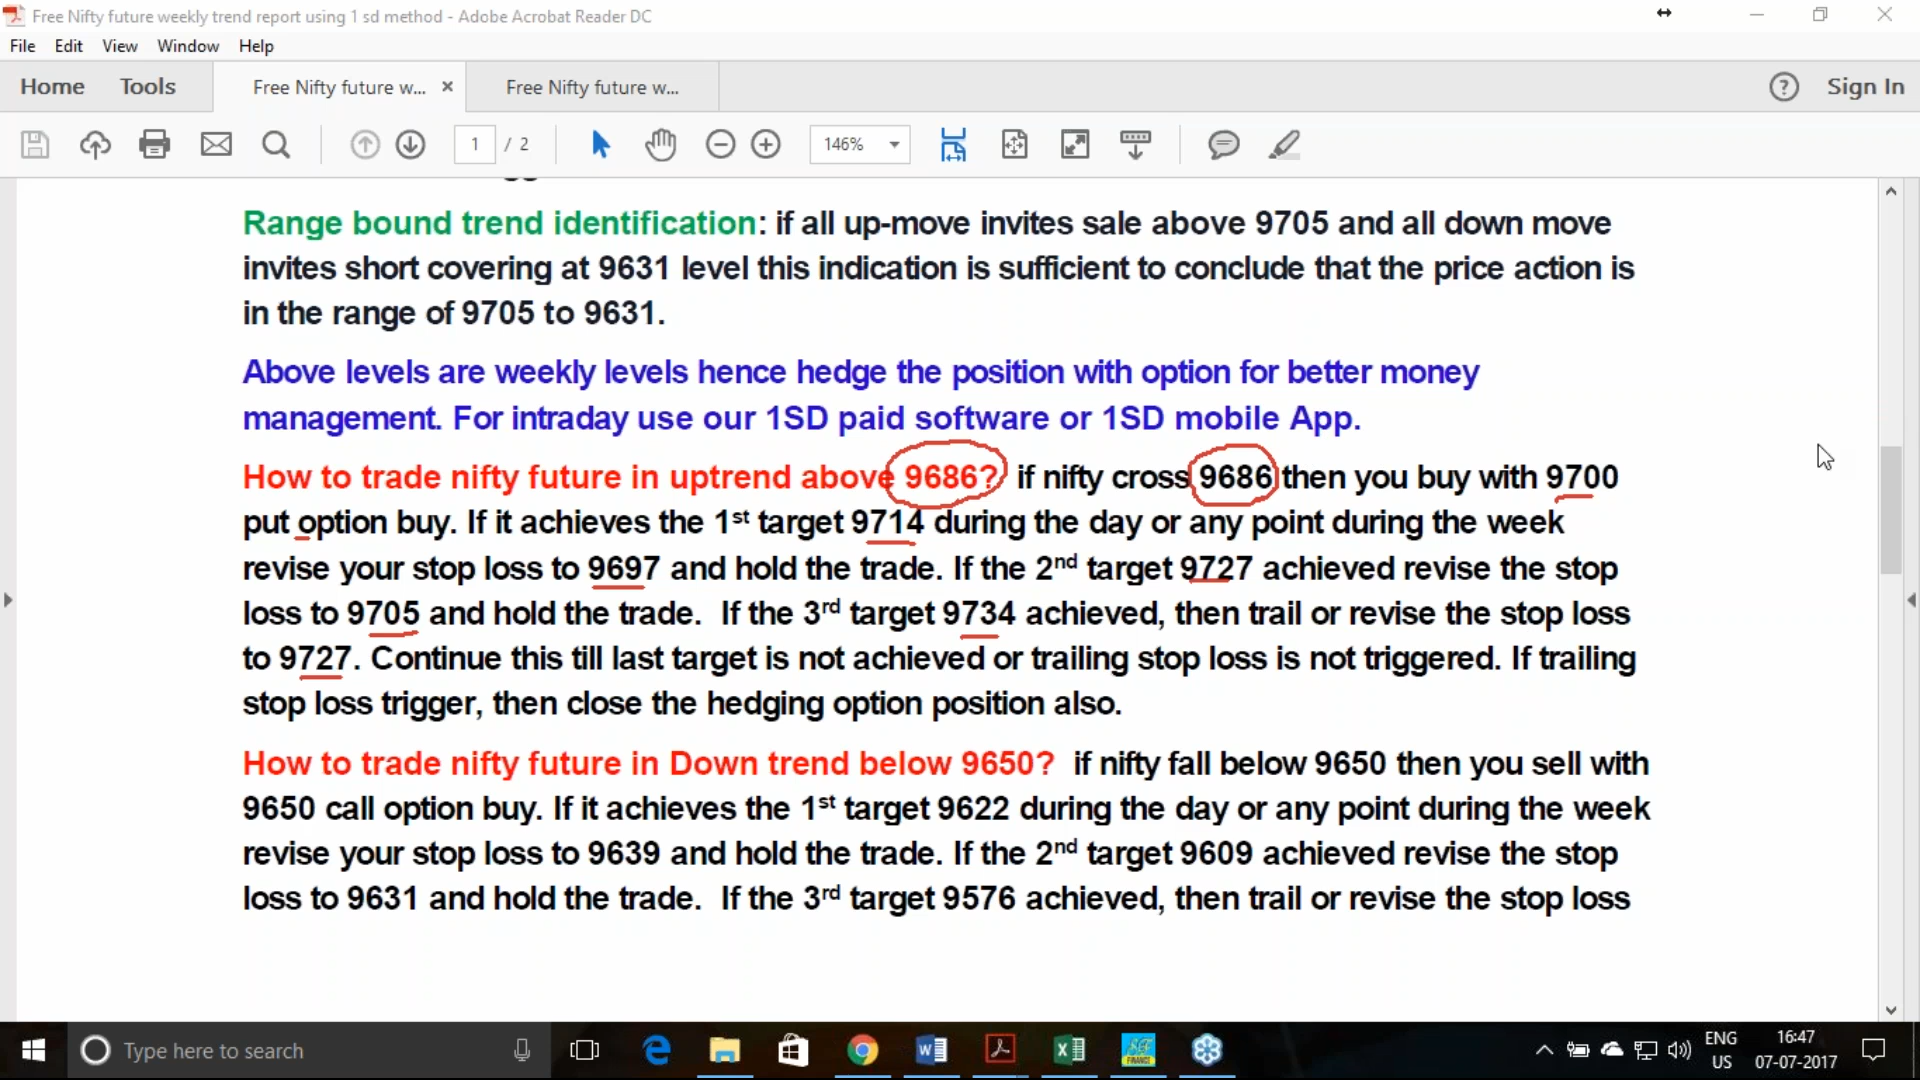 Free Nifty future weekly trend report using 1 sd method - Adobe Acrobat Reader DC
File Edit View Window Help
Home Tools Free Nifty future w... × Free Nifty future w... ? Sign In
1 / 2 146%
Range bound trend identification: if all up-move invites sale above 9705 and all down move
invites short covering at 9631 level this indication is sufficient to conclude that the price action is
in the range of 9705 to 9631.
Above levels are weekly levels hence hedge the position with option for better money
management. For intraday use our 1SD paid software or 1SD mobile App.
How to trade nifty future in uptrend above 9686? if nifty cross 9686 then you buy with 9700
put option buy. If it achieves the 1st target 9714 during the day or any point during the week
revise your stop loss to 9697 and hold the trade. If the 2nd target 9727 achieved revise the stop
loss to 9705 and hold the trade. If the 3rd target 9734 achieved, then trail or revise the stop loss
to 9727. Continue this till last target is not achieved or trailing stop loss is not triggered. If trailing
stop loss trigger, then close the hedging option position also.
How to trade nifty future in Down trend below 9650? if nifty fall below 9650 then you sell with
9650 call option buy. If it achieves the 1st target 9622 during the day or any point during the week
revise your stop loss to 9639 and hold the trade. If the 2nd target 9609 achieved revise the stop
loss to 9631 and hold the trade. If the 3rd target 9576 achieved, then trail or revise the stop loss
Type here to search
ENG 16:47
US 07-07-2017